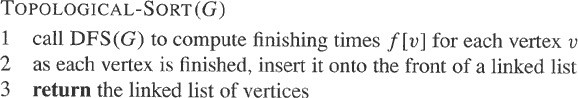 TOPOLOGICAL-SORT(G)
1 call DFS(G) to compute finishing times f[v] for each vertex v
2 as each vertex is finished, insert it onto the front of a linked list
3 return the linked list of vertices